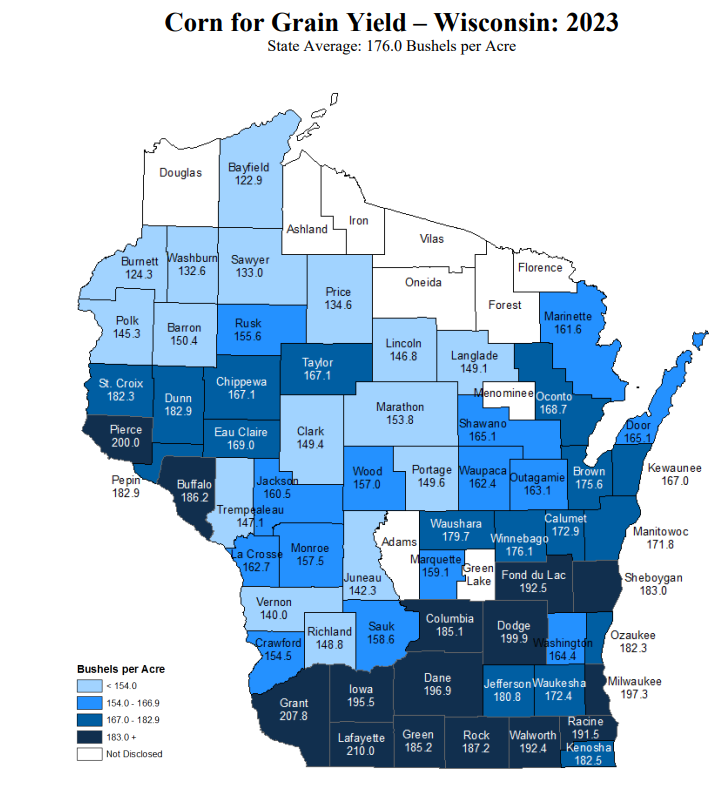 Corn for Grain Yield – Wisconsin: 2023
State Average: 176.0 Bushels per Acre
Douglas
Bayfield
122.9
Ashland
Iron
Vilas
Florence
Burnett
124.3
Washburn
132.6
Sawyer
133.0
Price
134.6
Oneida
Forest
Marinette
161.6
Polk
145.3
Barron
150.4
Rusk
155.6
Lincoln
146.8
Langlade
149.1
Taylor
167.1
St. Croix
182.3
Dunn
182.9
Chippewa
167.1
Menominee
Oconto
168.7
Marathon
153.8
Shawano
165.1
Door
165.1
Pierce
200.0
Eau Claire
169.0
Clark
149.4
Pepin
182.9
Buffalo
186.2
Jackson
160.5
Wood
157.0
Portage
149.6
Waupaca
162.4
Outagamie
163.1
Brown
175.6
Kewaunee
167.0
Trempealeau
147.1
Adams
Waushara
179.7
Winnebago
176.1
Calumet
172.9
Manitowoc
171.8
La Crosse
162.7
Monroe
157.5
Juneau
142.3
Marquette
159.1
Green
Lake
Fond du Lac
192.5
Sheboygan
183.0
Vernon
140.0
Crawford
154.5
Richland
148.8
Sauk
158.6
Columbia
185.1
Dodge
199.9
Washington
164.4
Ozaukee
182.3
Grant
207.8
Iowa
195.5
Dane
196.9
Jefferson
180.8
Waukesha
172.4
Milwaukee
197.3
Lafayette
210.0
Green
185.2
Rock
187.2
Walworth
192.4
Racine
191.5
Kenosha
182.5
Bushels per Acre
< 154.0
154.0 - 166.9
167.0 - 182.9
183.0 +
Not Disclosed